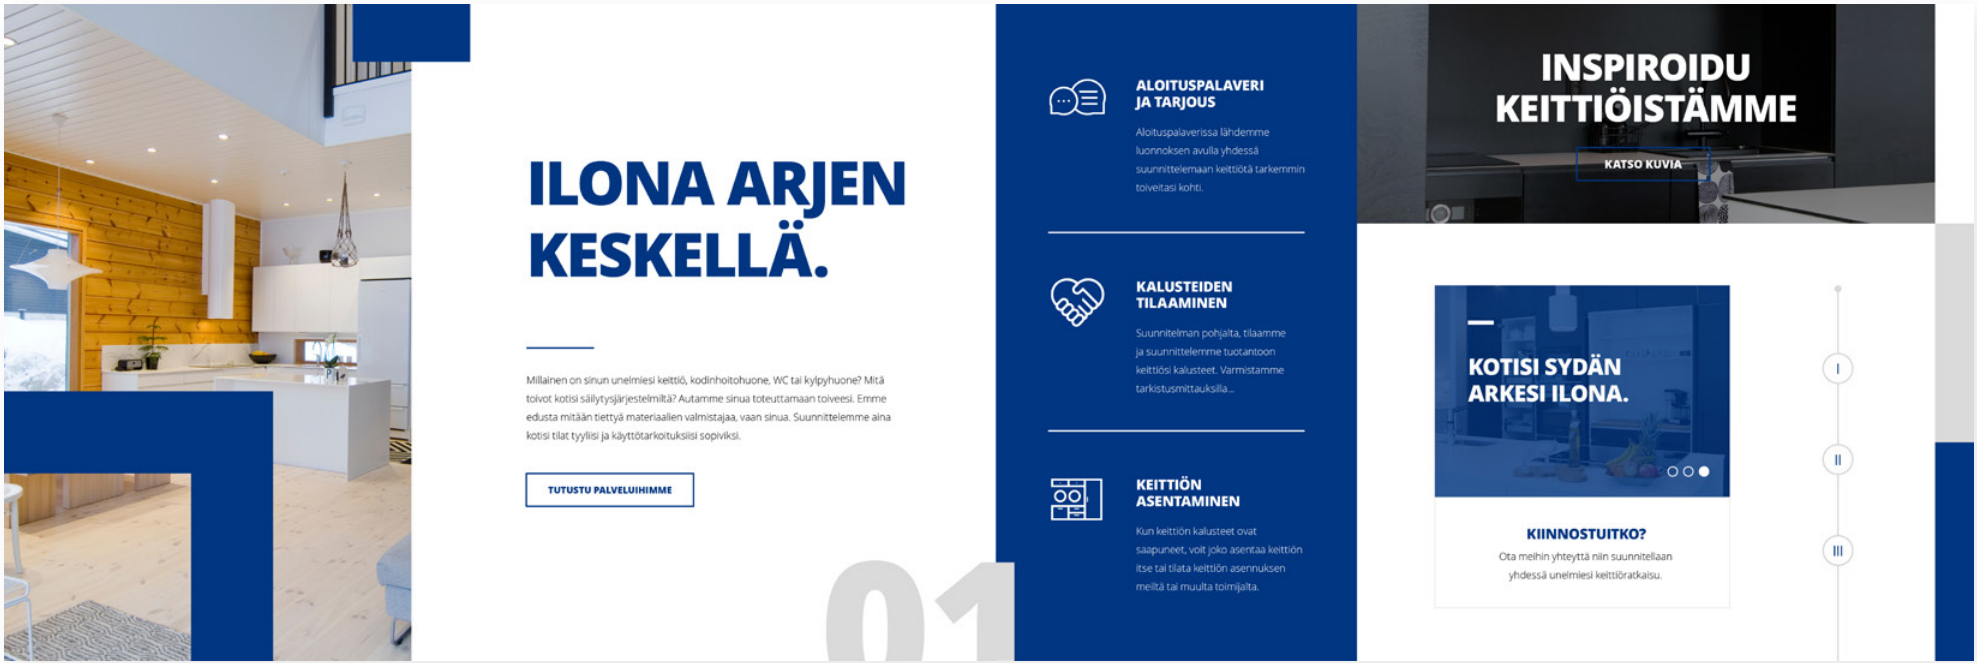 ILONA ARJEN
KESKELLÄ.
Millainen on sinun unelmiesi keittiö, kodinhoitohuone, WC tai kylpyhuone? Mitä
toivot kotisi säilytysjärjestelmiltä? Autamme sinua toteuttamaan toiveesi. Emme
edusta mitään tiettyä materiaalien valmistajaa, vaan sinua. Suunnittelemme aina
kotisi tilat tyyliisi ja käyttötarkoituksiisi sopiviksi.
TUTUSTU PALVELUIHIMME
01
ALOITUSPALAVERI
JA TARJOUS
Aloituspalaverissa lähdemme
luonnoksen avulla yhdessä
suunnittelemaan keittiötä tarkemmin
toiveitasi kohti.
KALUSTEIDEN
TILAAMINEN
Suunnitelman pohjalta, tilaamme
ja suunnittelemme tuotantoon
keittiösi kalusteet. Varmistamme
tarkistusmittauksilla...
KEITTIÖN
ASENTAMINEN
Kun keittiön kalusteet ovat
saapuneet, voit joko asentaa keittiön
itse tai tilata keittiön asennuksen
meiltä tai muulta toimijalta.
INSPIROIDU
KEITTIÖISTÄMME
KATSO KUVIA
KOTISI SYDÄN
ARKESI ILONA.
KIINNOSTUITKO?
Ota meihin yhteyttä niin suunnitellaan
yhdessä unelmiesi keittiöratkaisu.
I
II
III